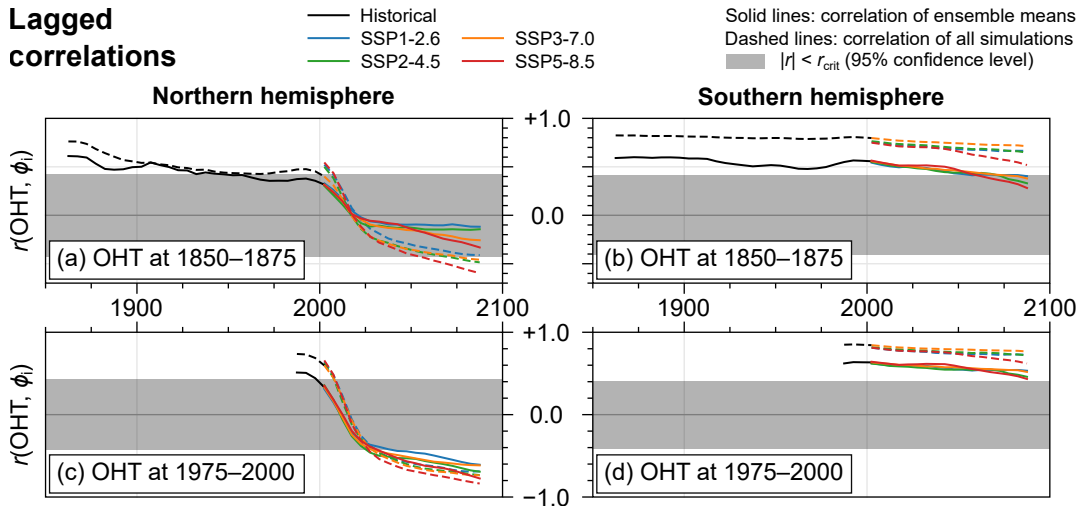 Lagged
correlations
Historical
SSP1-2.6
SSP3-7.0
SSP2-4.5
SSP5-8.5
Solid lines: correlation of ensemble means
Dashed lines: correlation of all simulations
|r| < r_crit (95% confidence level)
Northern hemisphere
Southern hemisphere
r(OHT, ϕ_i)
+1.0
0.0
(a) OHT at 1850–1875
(b) OHT at 1850–1875
1900
2000
2100
1900
2000
2100
r(OHT, ϕ_i)
+1.0
0.0
−1.0
(c) OHT at 1975–2000
(d) OHT at 1975–2000